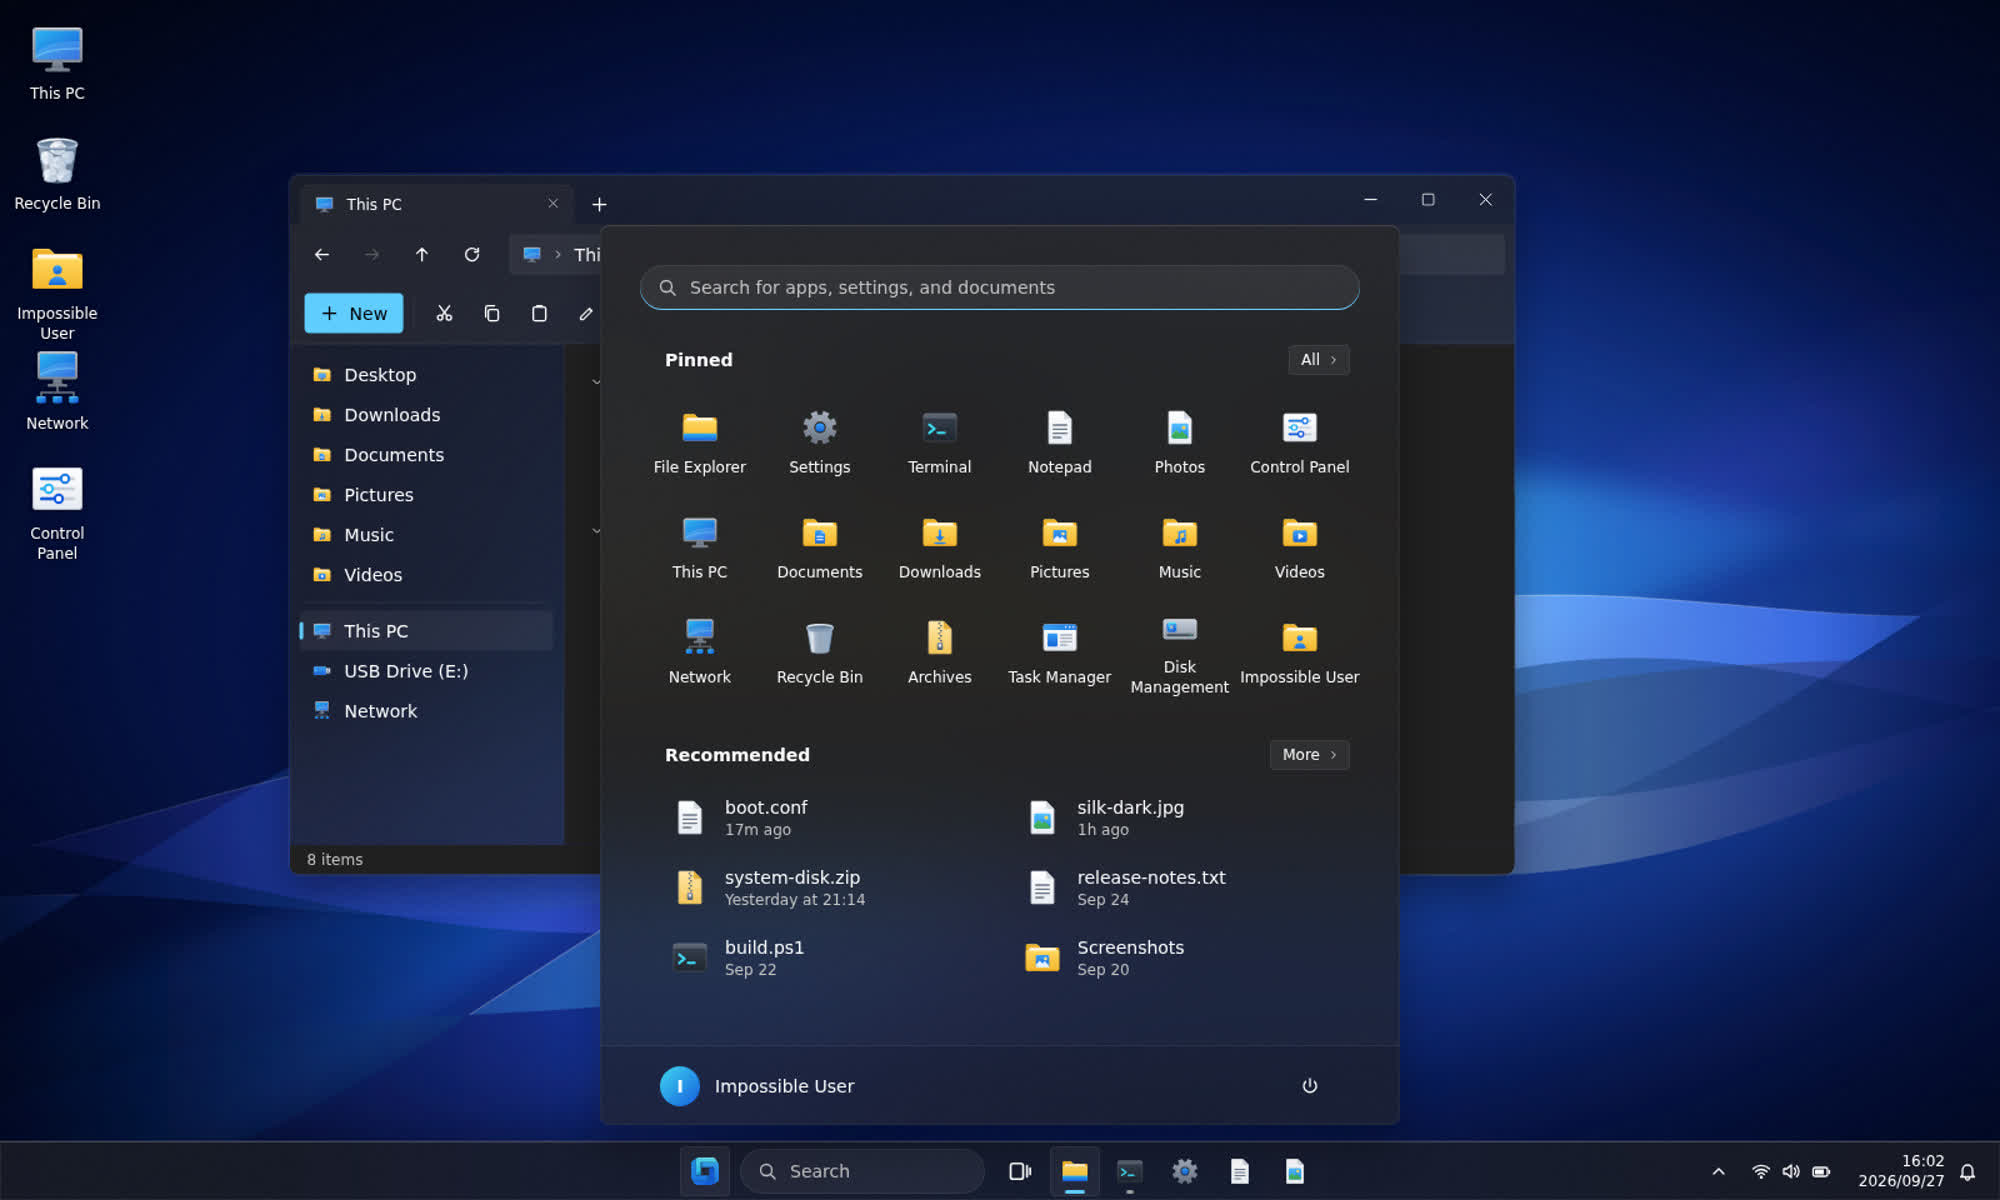 This PC
Recycle Bin
Impossible
User
Network
Control
Panel
This PC
New
Desktop
Downloads
Documents
Pictures
Music
Videos
This PC
USB Drive (E:)
Network
8 items
Search for apps, settings, and documents
Pinned
All
File Explorer
Settings
Terminal
Notepad
Photos
Control Panel
This PC
Documents
Downloads
Pictures
Music
Videos
Network
Recycle Bin
Archives
Task Manager
Disk
Management
Impossible User
Recommended
More
boot.conf
17m ago
silk-dark.jpg
1h ago
system-disk.zip
Yesterday at 21:14
release-notes.txt
Sep 24
build.ps1
Sep 22
Screenshots
Sep 20
I
Impossible User
Search
16:02
2026/09/27